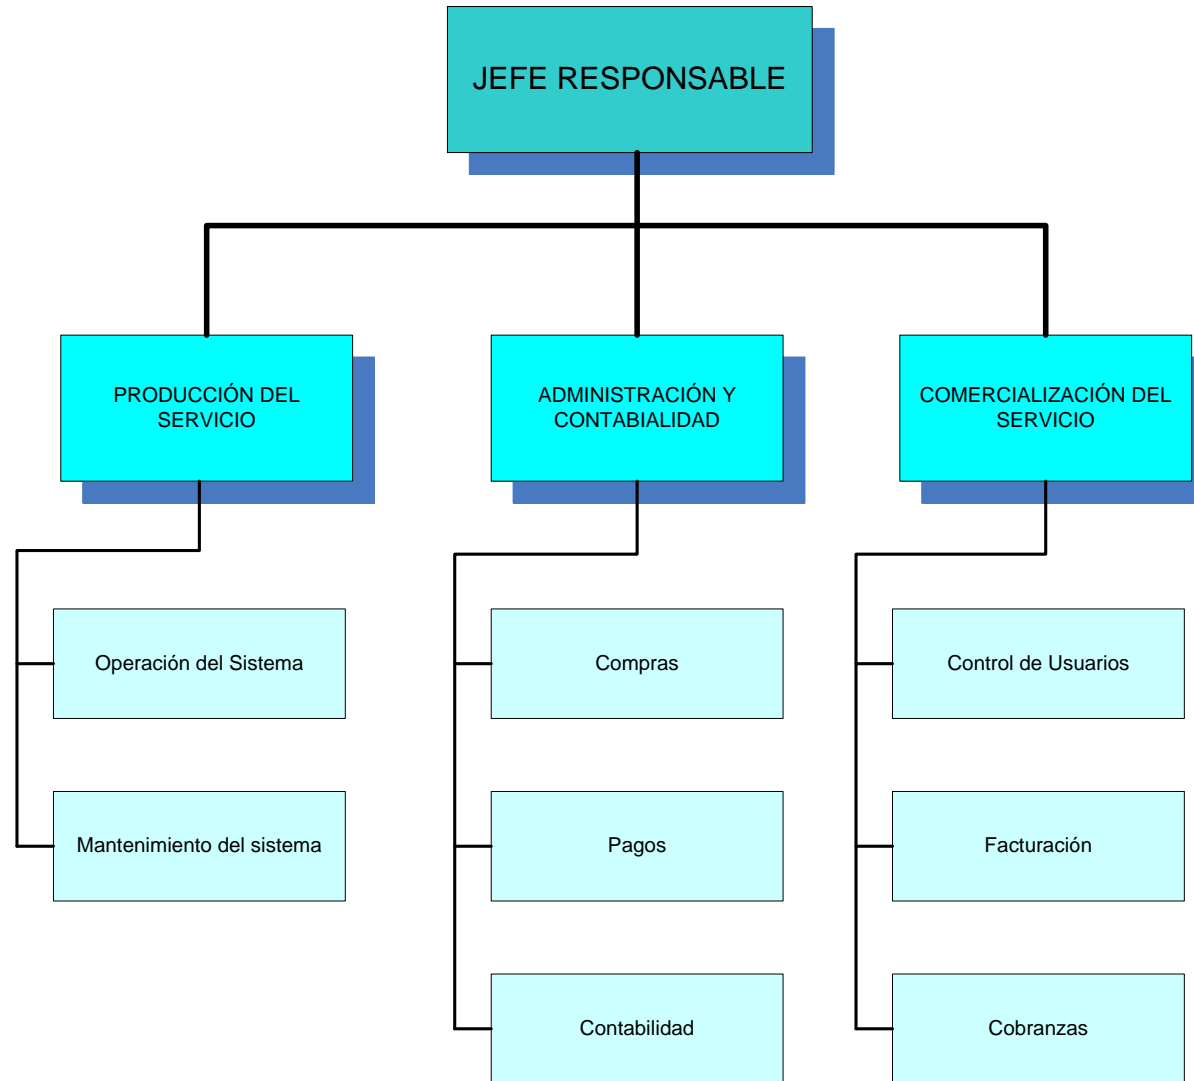 JEFE RESPONSABLE
PRODUCCIÓN DEL
SERVICIO
ADMINISTRACIÓN Y
CONTABIALIDAD
COMERCIALIZACIÓN DEL
SERVICIO
Operación del Sistema
Compras
Control de Usuarios
Mantenimiento del sistema
Pagos
Facturación
Contabilidad
Cobranzas